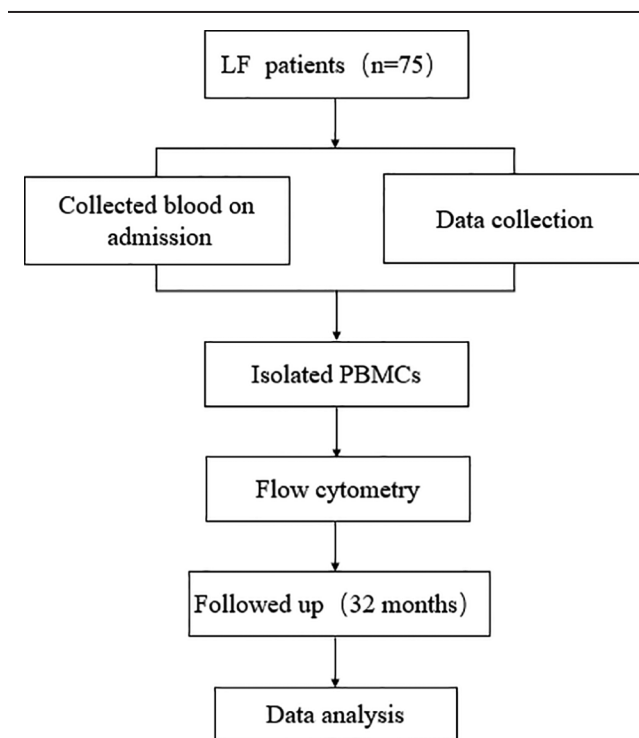 LF patients（n=75）
Collected blood on
admission
Data collection
Isolated PBMCs
Flow cytometry
Followed up（32 months）
Data analysis